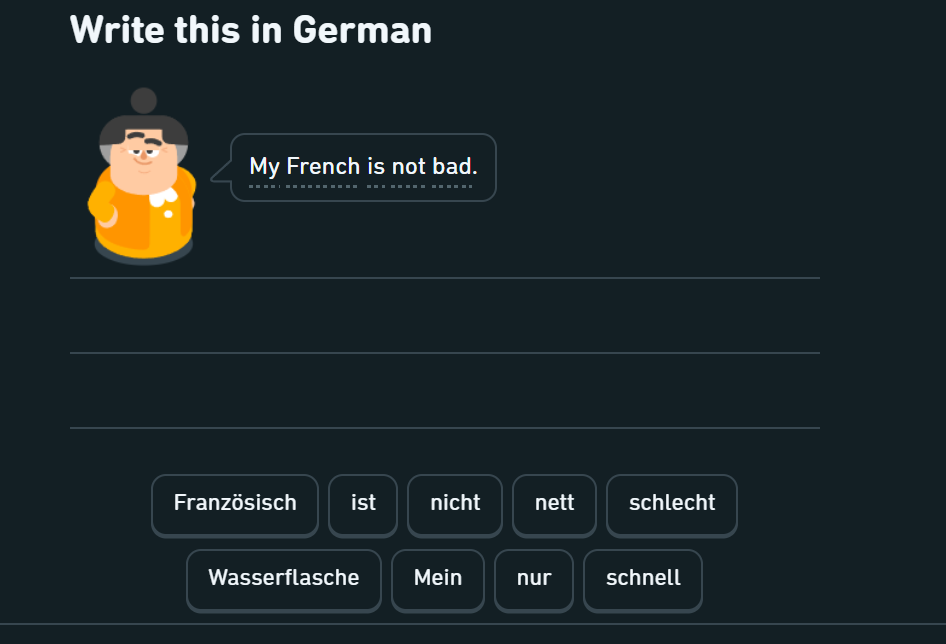 Write this in German
My French is not bad.
Französisch ist nicht nett schlecht
Wasserflasche Mein nur schnell